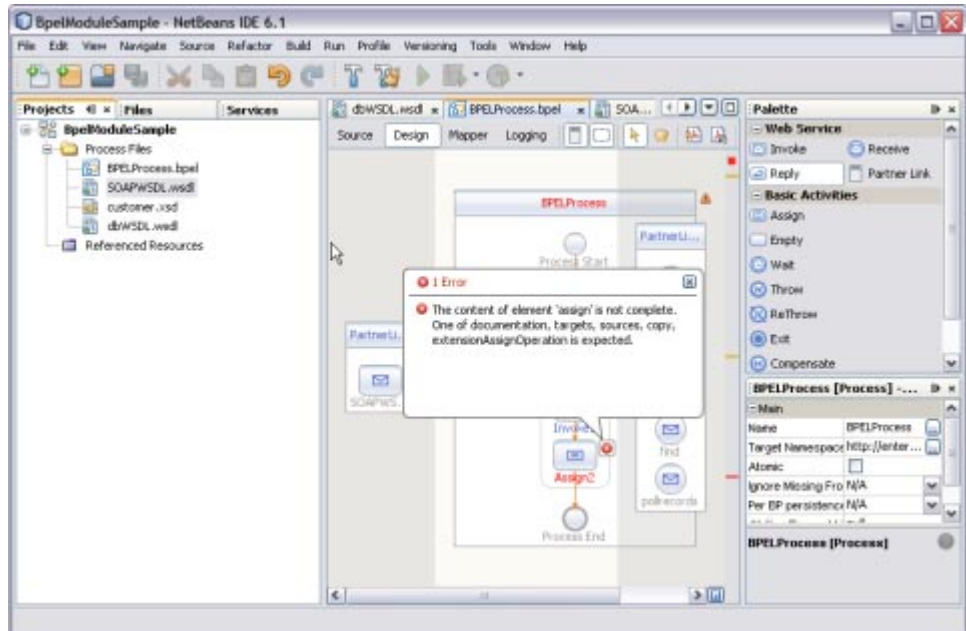 BpelModuleSample - NetBeans IDE 6.1
File Edit View Navigate Source Refactor Build Run Profile Versioning Tools Window Help
Projects Files Services
BpelModuleSample
Process Files
BPELProcess.bpel
SOAPWSDL.wsdl
customer.xsd
dbWSDL.wsdl
Referenced Resources
dbWSDL.wsdl BPELProcess.bpel SOA...
Source Design Mapper Logging
BPELProcess
Process Start
PartnerLi...
1 Error
The content of element 'assign' is not complete.
One of documentation, targets, sources, copy,
extensionAssignOperation is expected.
PartnerLi...
SOAPWS...
Invoke
Assign2
Process End
find
pollrecords
Palette
Web Service
Invoke Receive
Reply Partner Link
Basic Activities
Assign
Empty
Wait
Throw
ReThrow
Exit
Compensate
BPELProcess [Process] -...
Main
Name BPELProcess
Target Namespace http://enter...
Atomic
Ignore Missing Fro N/A
Per BP persistence N/A
BPELProcess [Process]